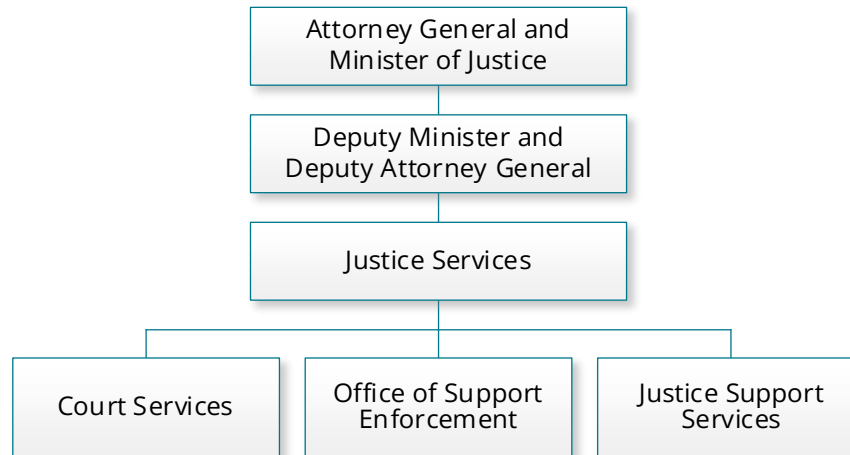 Attorney General and
Minister of Justice
Deputy Minister and
Deputy Attorney General
Justice Services
Court Services
Office of Support
Enforcement
Justice Support
Services